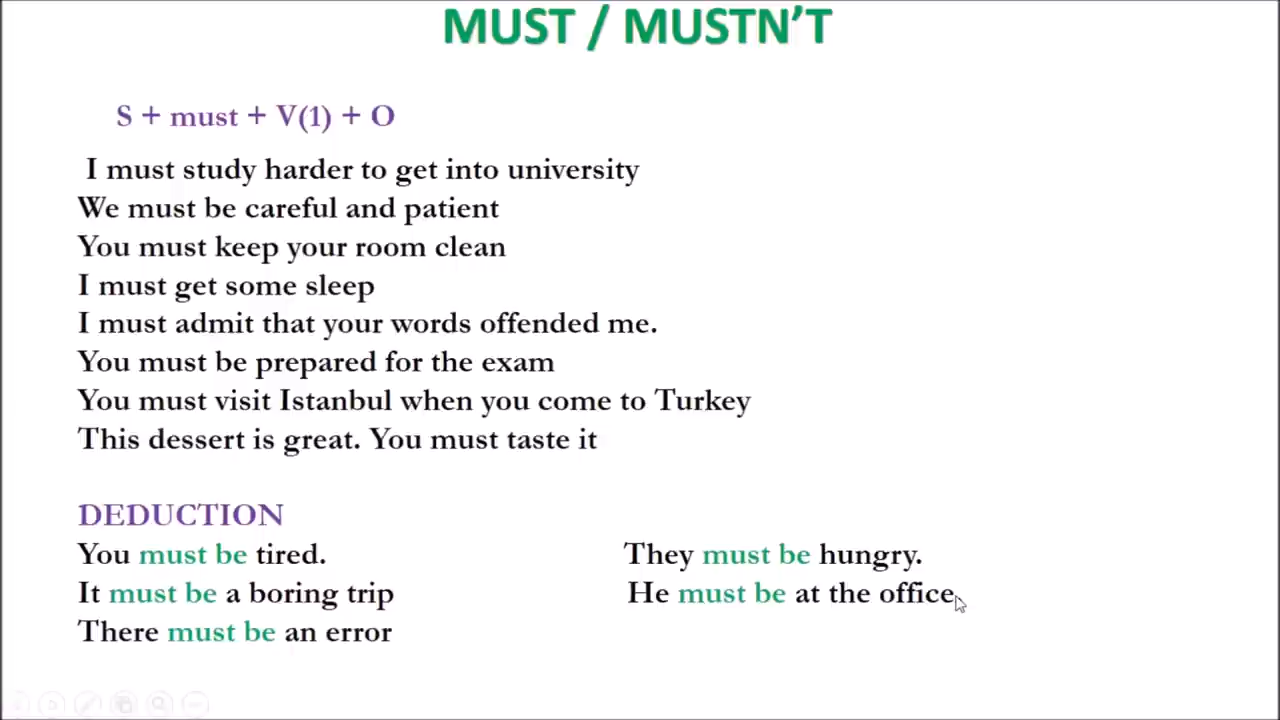 MUST / MUSTN'T
S + must + V(1) + O
I must study harder to get into university
We must be careful and patient
You must keep your room clean
I must get some sleep
I must admit that your words offended me.
You must be prepared for the exam
You must visit Istanbul when you come to Turkey
This dessert is great. You must taste it
DEDUCTION
You must be tired.
It must be a boring trip
There must be an error
They must be hungry.
He must be at the office.